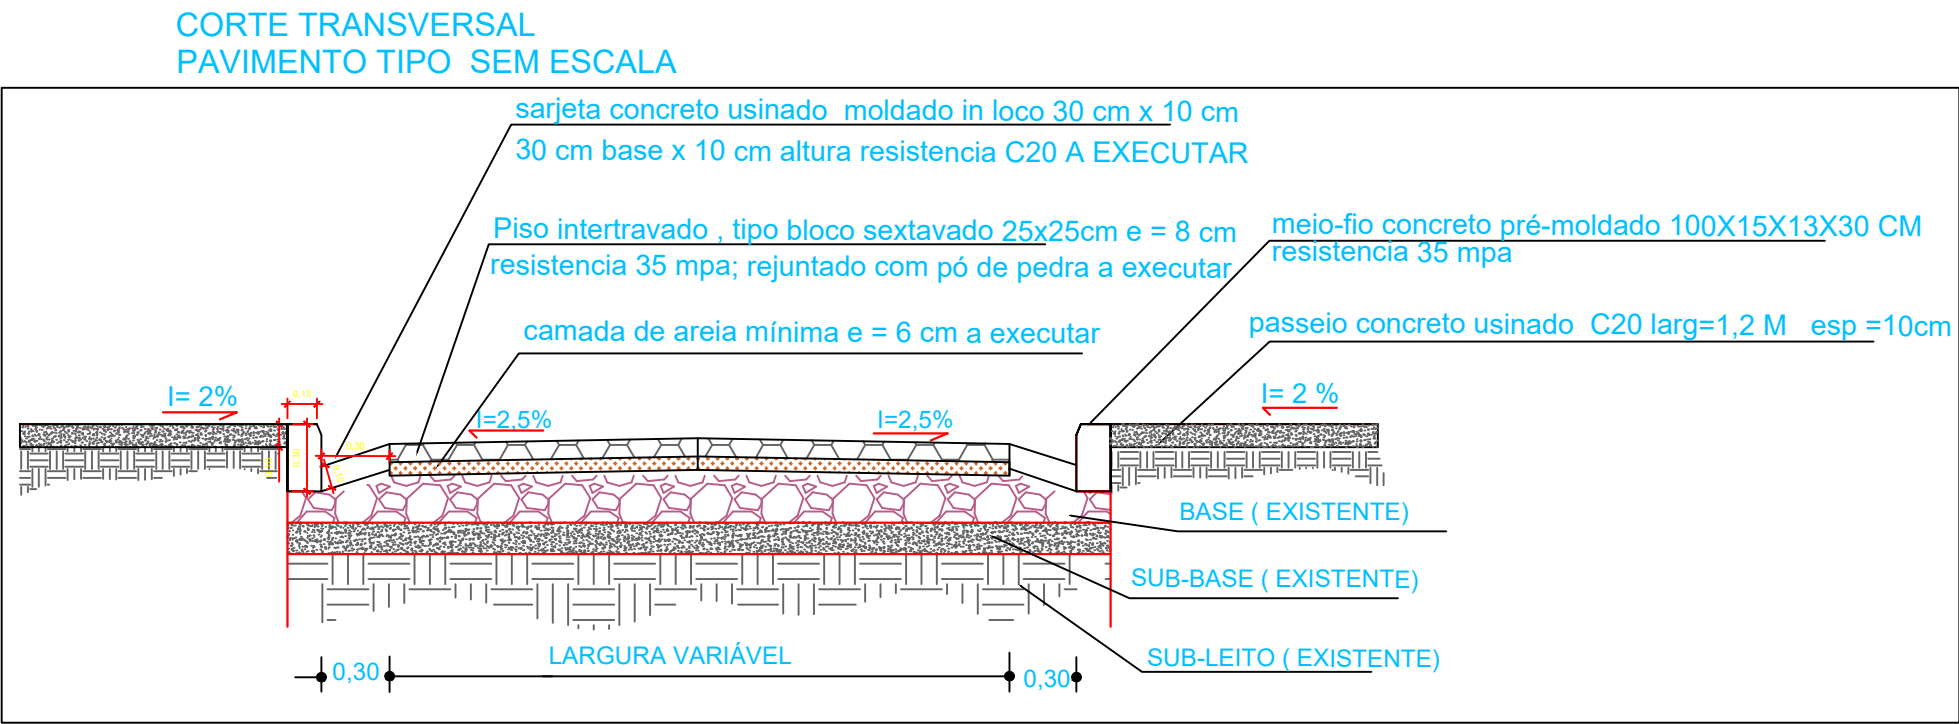 CORTE TRANSVERSAL
PAVIMENTO TIPO  SEM ESCALA
sarjeta concreto usinado  moldado in loco 30 cm x 10 cm
30 cm base x 10 cm altura resistencia C20 A EXECUTAR
Piso intertravado , tipo bloco sextavado 25x25cm e = 8 cm
resistencia 35 mpa; rejuntado com pó de pedra a executar
meio-fio concreto pré-moldado 100X15X13X30 CM
resistencia 35 mpa
camada de areia mínima e = 6 cm a executar
passeio concreto usinado  C20 larg=1,2 M   esp =10cm
I= 2%
I= 2 %
I=2,5%
I=2,5%
0,30
0,30
BASE ( EXISTENTE)
SUB-BASE ( EXISTENTE)
SUB-LEITO ( EXISTENTE)
0,30
LARGURA VARIÁVEL
0,30